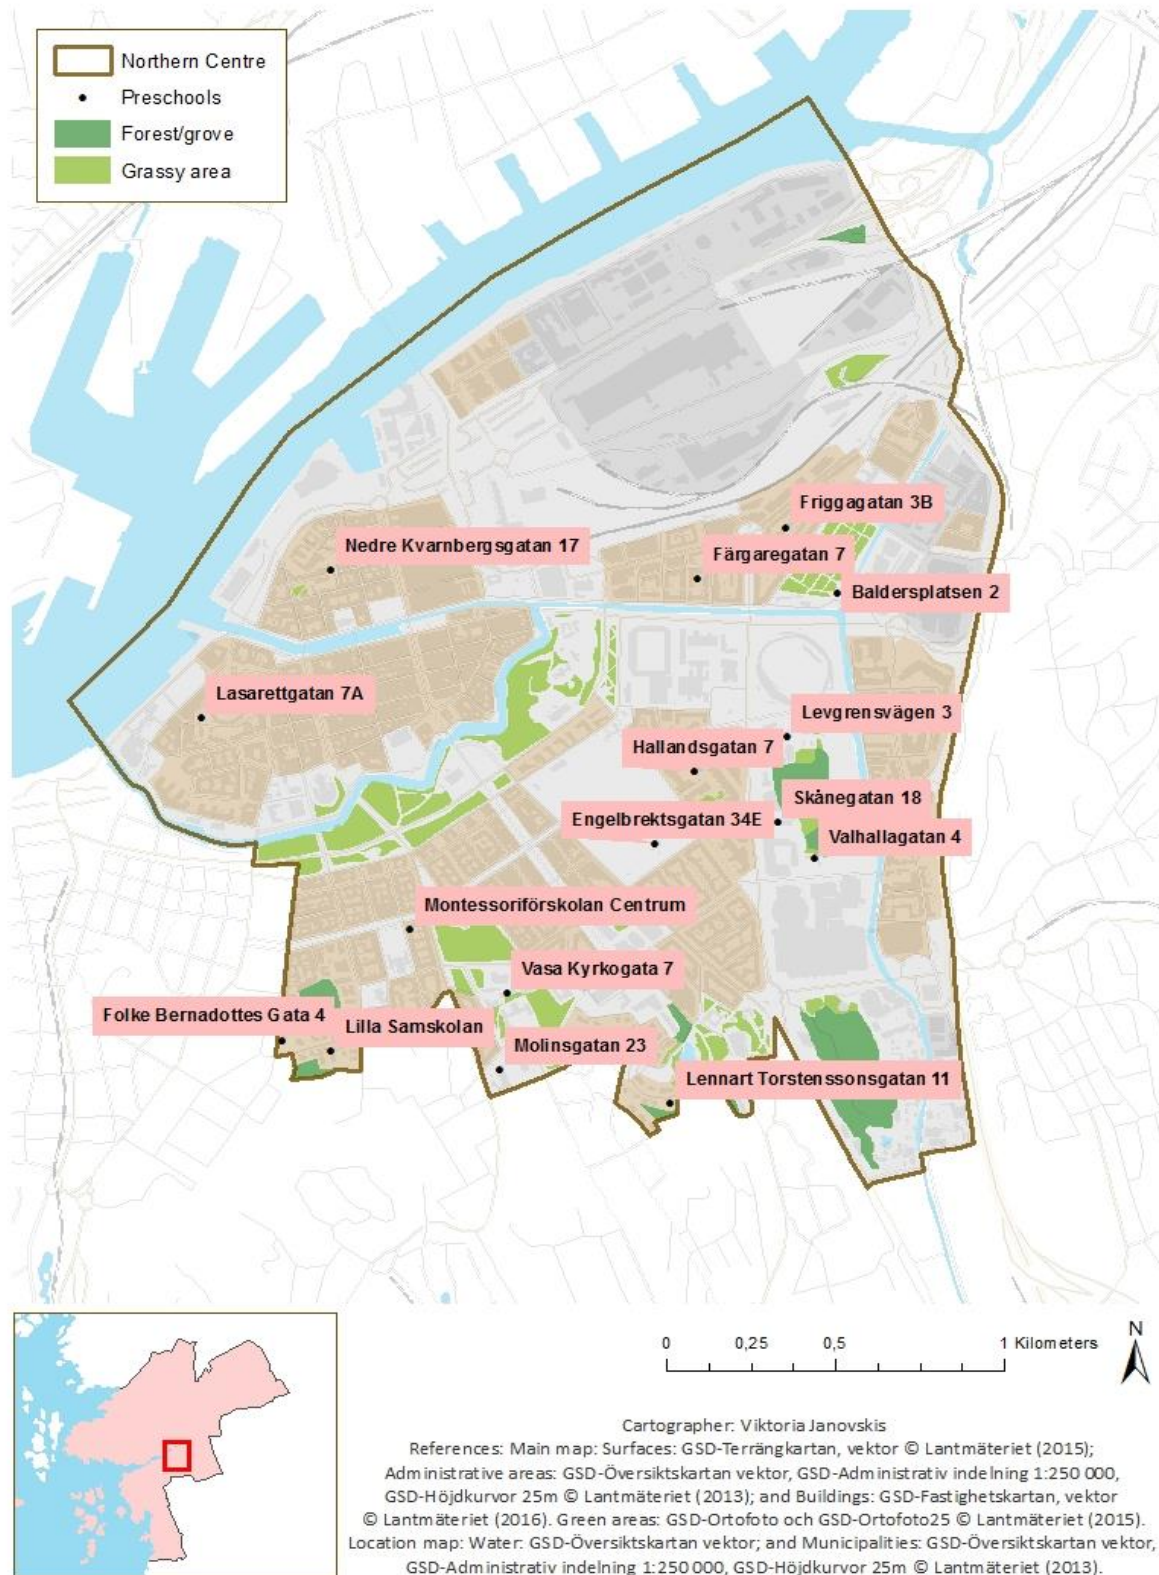 Northern Centre
Preschools
Forest/grove
Grassy area
Friggagatan 3B
Nedre Kvarnbergsgatan 17
Färgaregatan 7
Baldersplatsen 2
Lasarettgatan 7A
Levgrensvägen 3
Hallandsgatan 7
Skånegatan 18
Engelbrektsgatan 34E
Valhallagatan 4
Montessoriförskolan Centrum
Vasa Kyrkogata 7
Folke Bernadottes Gata 4
Lilla Samskolan
Molinsgatan 23
Lennart Torstenssonsgatan 11
0 0,25 0,5 1 Kilometers
N
Cartographer: Viktoria Janovskis
References: Main map: Surfaces: GSD-Terrängkartan, vektor © Lantmäteriet (2015);
Administrative areas: GSD-Översiktskartan vektor, GSD-Administrativ indelning 1:250 000,
GSD-Höjdkurvor 25m © Lantmäteriet (2013); and Buildings: GSD-Fastighetskartan, vektor
© Lantmäteriet (2016). Green areas: GSD-Ortofoto och GSD-Ortofoto25 © Lantmäteriet (2015).
Location map: Water: GSD-Översiktskartan vektor; and Municipalities: GSD-Översiktskartan vektor,
GSD-Administrativ indelning 1:250 000, GSD-Höjdkurvor 25m © Lantmäteriet (2013).